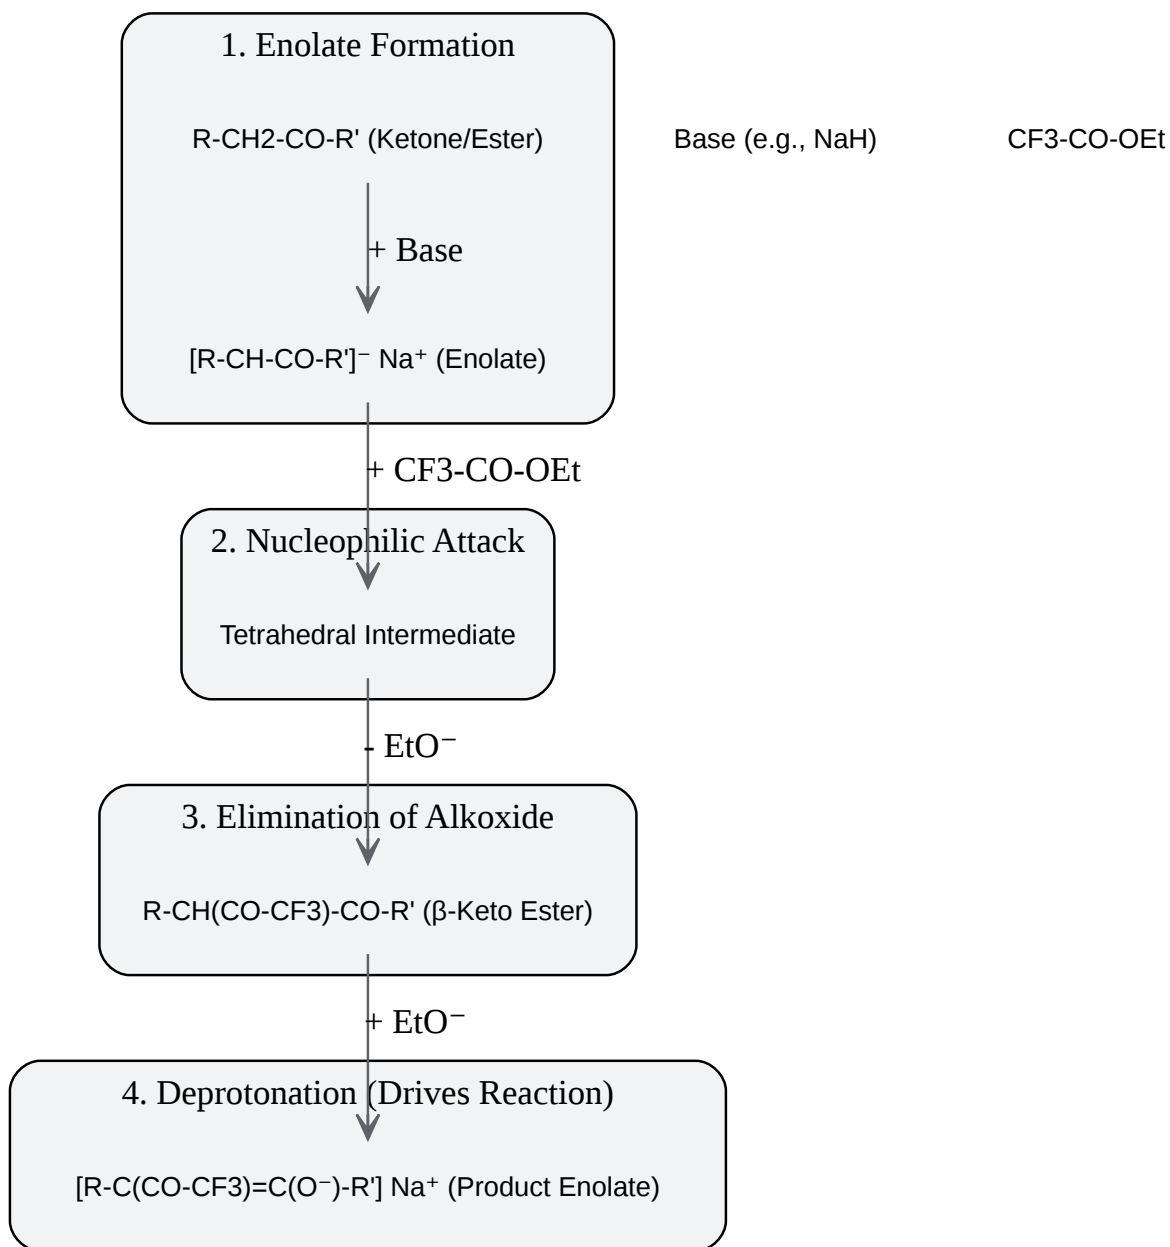 1. Enolate Formation
R-CH2-CO-R' (Ketone/Ester)
Base (e.g., NaH)
CF3-CO-OEt
+ Base
[R-CH-CO-R']⁻ Na⁺ (Enolate)
+ CF3-CO-OEt
2. Nucleophilic Attack
Tetrahedral Intermediate
- EtO⁻
3. Elimination of Alkoxide
R-CH(CO-CF3)-CO-R' (β-Keto Ester)
+ EtO⁻
4. Deprotonation (Drives Reaction)
[R-C(CO-CF3)=C(O⁻)-R'] Na⁺ (Product Enolate)